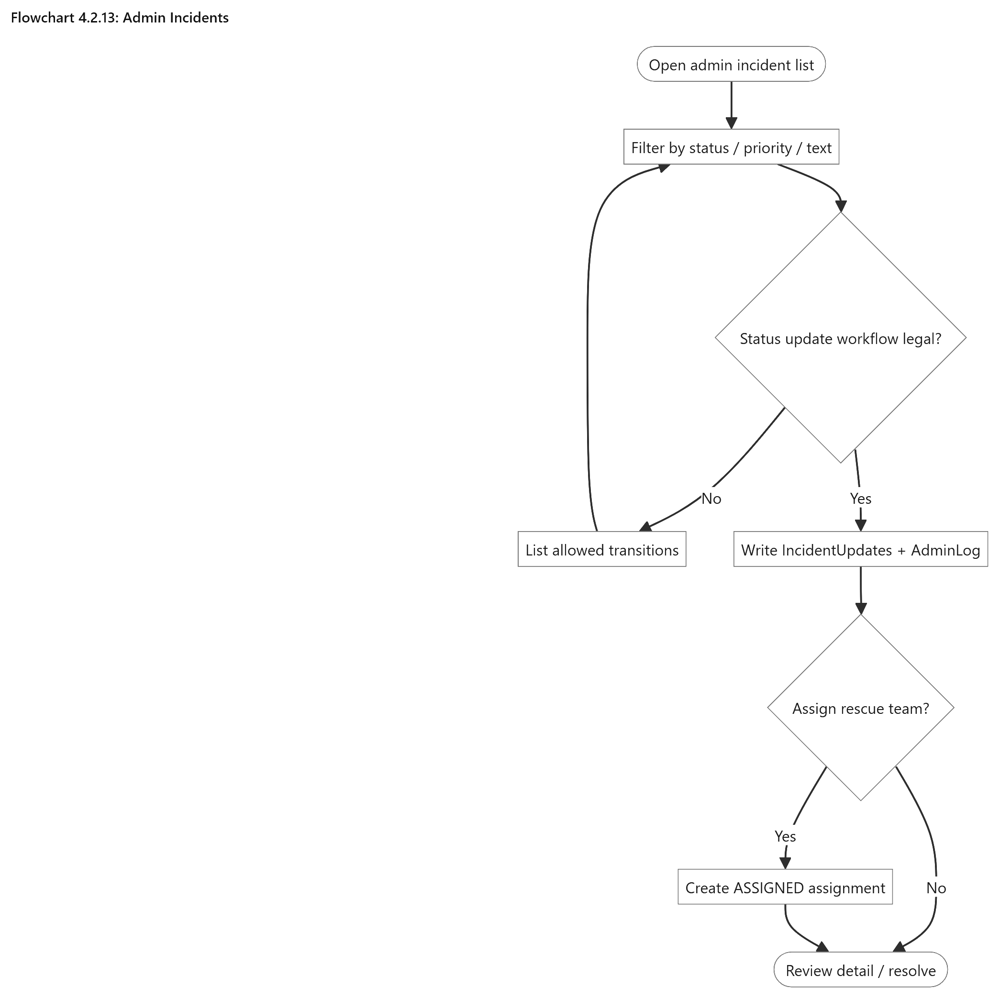 Flowchart 4.2.13: Admin Incidents
Open admin incident list
Filter by status / priority / text
Status update workflow legal?
No
Yes
List allowed transitions
Write IncidentUpdates + AdminLog
Assign rescue team?
Yes
Create ASSIGNED assignment
No
Review detail / resolve